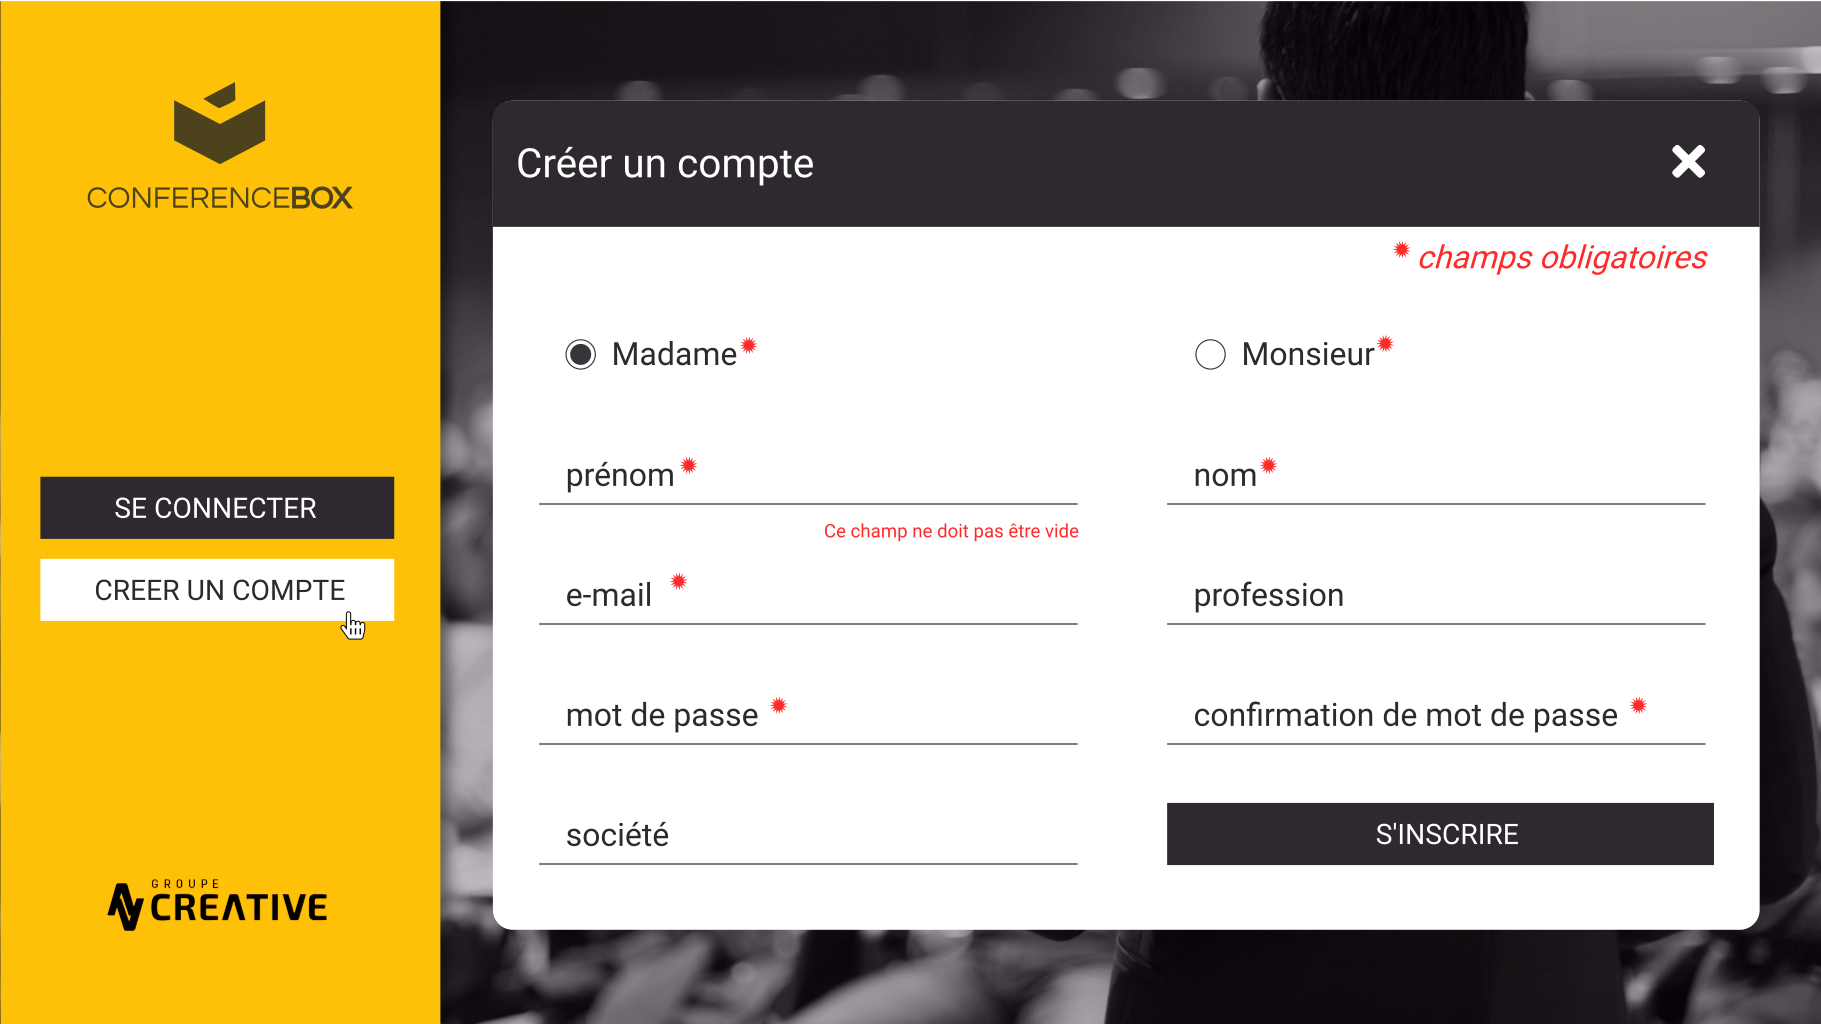 CONFERENCEBOX
SE CONNECTER
CREER UN COMPTE
GROUPE
CREATIVE
Créer un compte
* champs obligatoires
Madame*
Monsieur*
prénom*
nom*
Ce champ ne doit pas être vide
e-mail *
profession
mot de passe *
confirmation de mot de passe *
société
S'INSCRIRE